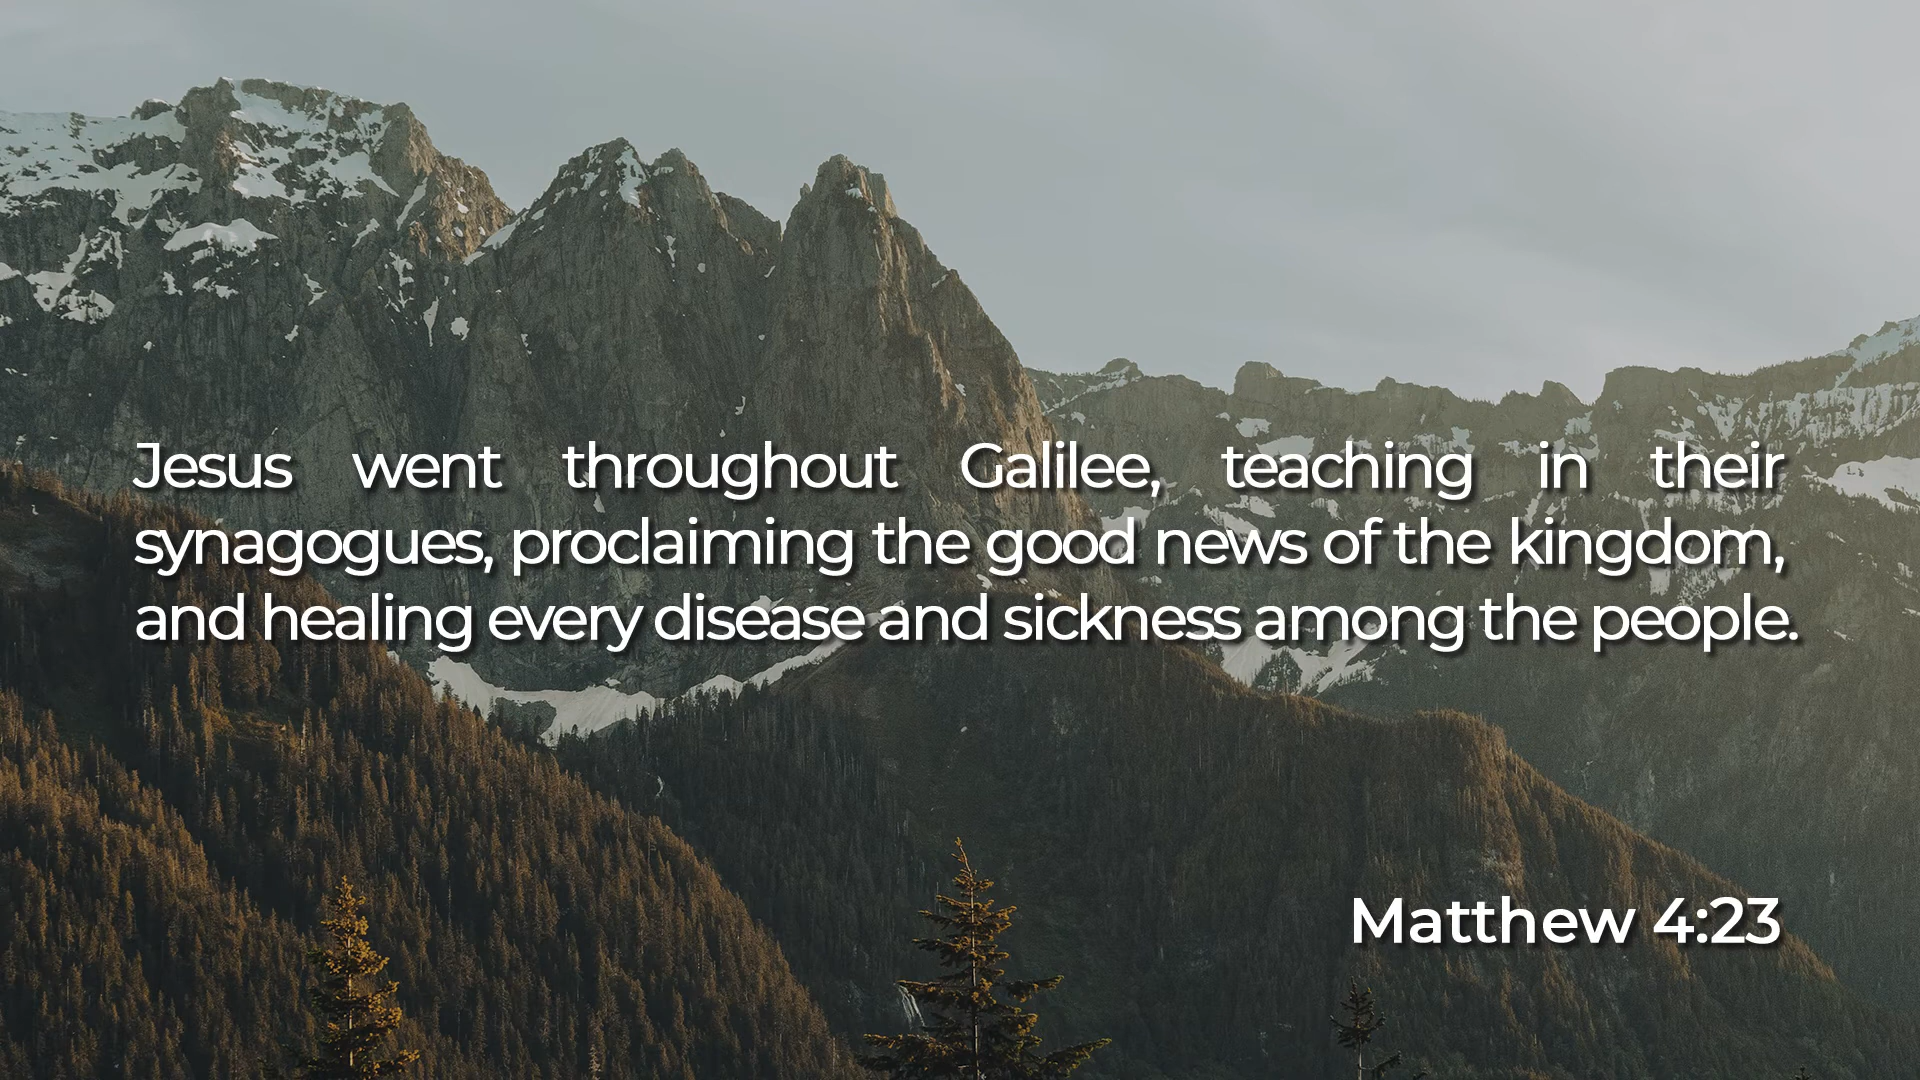 Jesus went throughout Galilee, teaching in their
synagogues, proclaiming the good news of the kingdom,
and healing every disease and sickness among the people.
Matthew 4:23